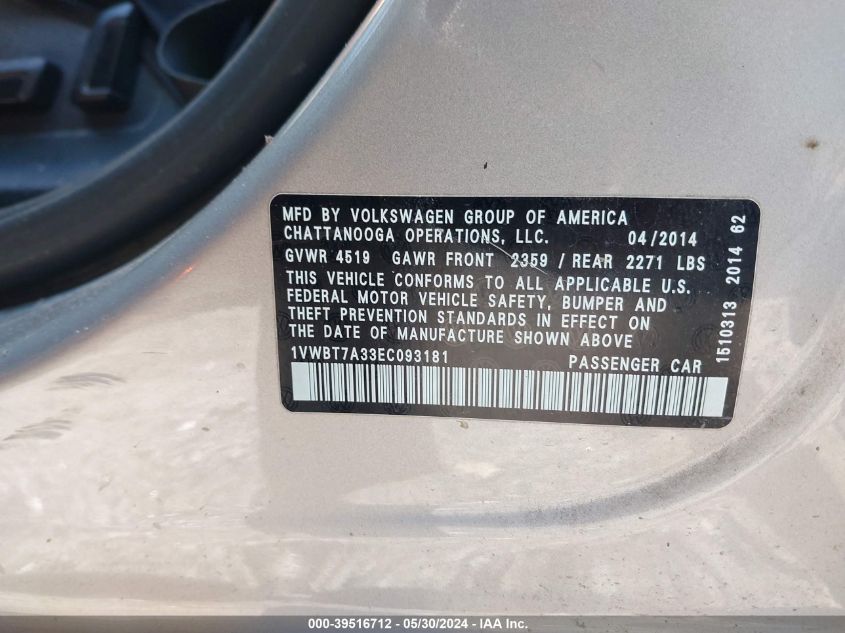 MFD BY VOLKSWAGEN GROUP OF AMERICA
CHATTANOOGA OPERATIONS, LLC. 04/2014
GVWR 4519 GAWR FRONT 2359 / REAR 2271 LBS
THIS VEHICLE CONFORMS TO ALL APPLICABLE U.S.
FEDERAL MOTOR VEHICLE SAFETY, BUMPER AND
THEFT PREVENTION STANDARDS IN EFFECT ON
THE DATE OF MANUFACTURE SHOWN ABOVE.
1VWBT7A33EC093181 PASSENGER CAR
1510313 2014 62
000-39516712 - 05/30/2024 - IAA Inc.